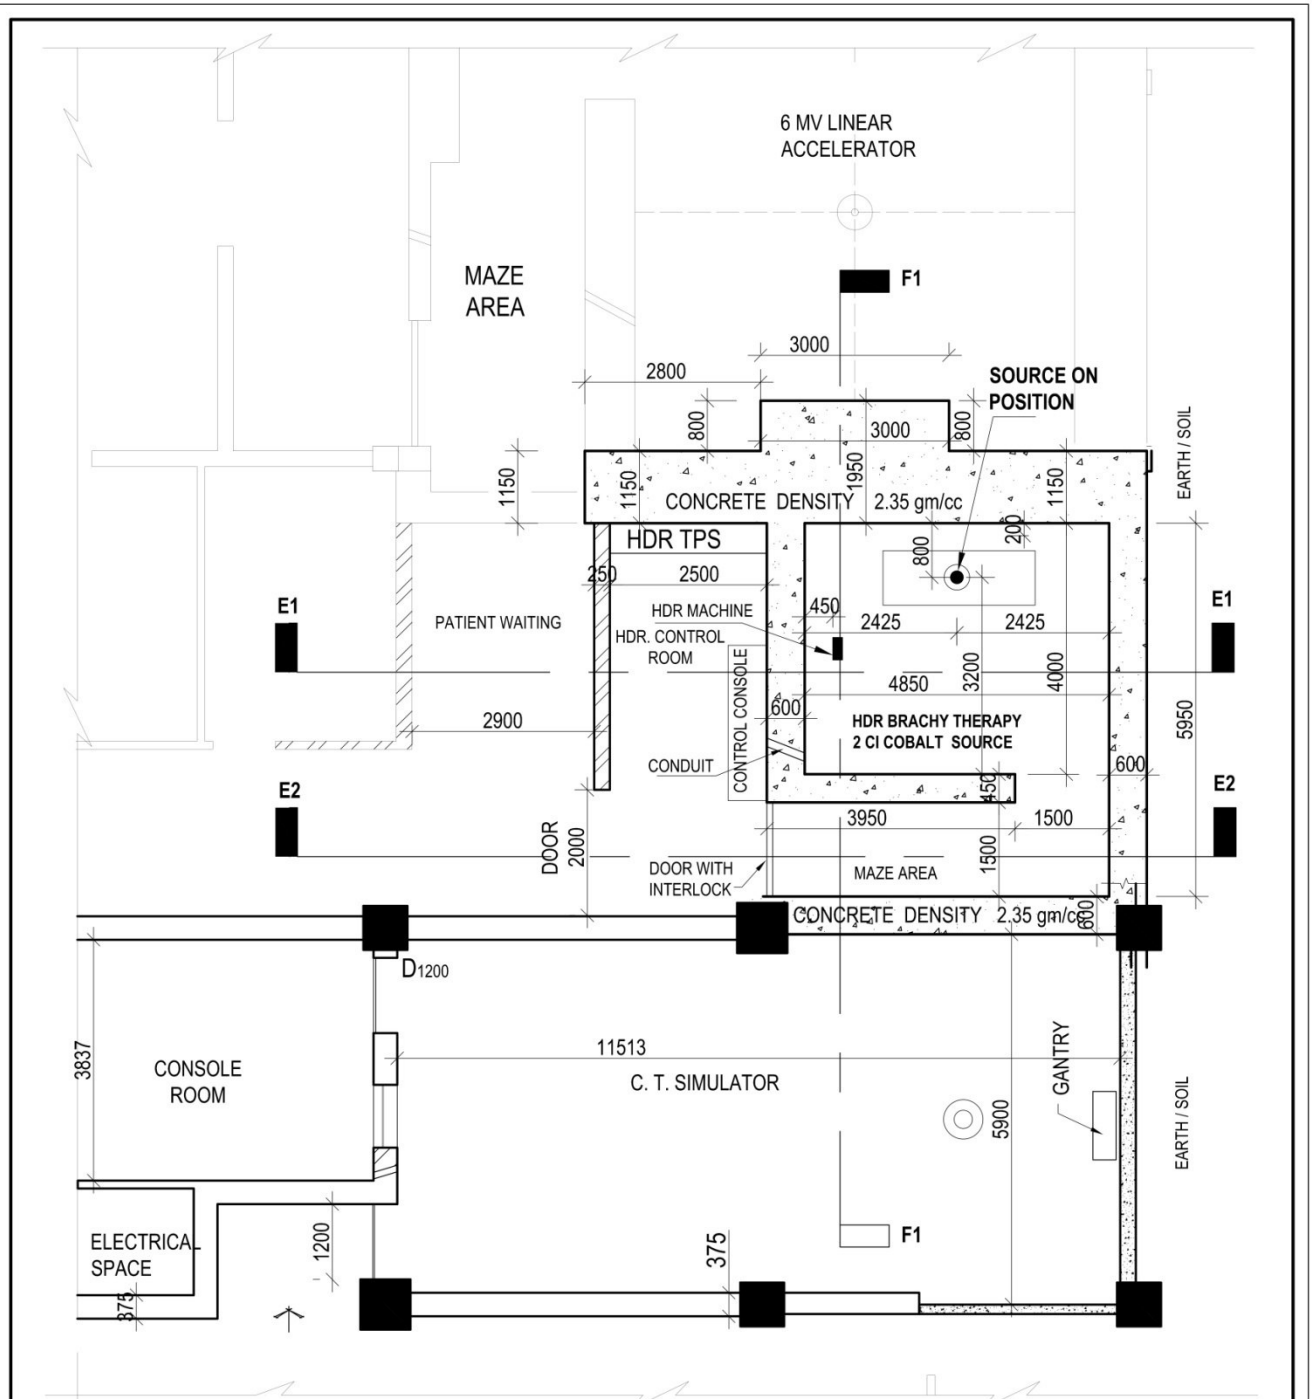 6 MV LINEAR
ACCELERATOR
MAZE
AREA
F1
3000
2800
SOURCE ON
POSITION
800
3000
800
1950
1150
1150
1150
EARTH / SOIL
CONCRETE DENSITY 2.35 gm/cc
HDR TPS
200
800
250
2500
E1
PATIENT WAITING
HDR MACHINE
HDR. CONTROL
ROOM
450
2425
2425
E1
CONTROL CONSOLE
4850
3200
4000
600
2900
HDR BRACHY THERAPY
2 CI COBALT SOURCE
5950
CONDUIT
600
450
E2
E2
DOOR
2000
3950
1500
DOOR WITH
INTERLOCK
MAZE AREA
1500
CONCRETE DENSITY 2.35 gm/cc
600
D1200
3837
CONSOLE
ROOM
11513
C. T. SIMULATOR
5900
GANTRY
EARTH / SOIL
ELECTRICAL
SPACE
1200
375
F1
375